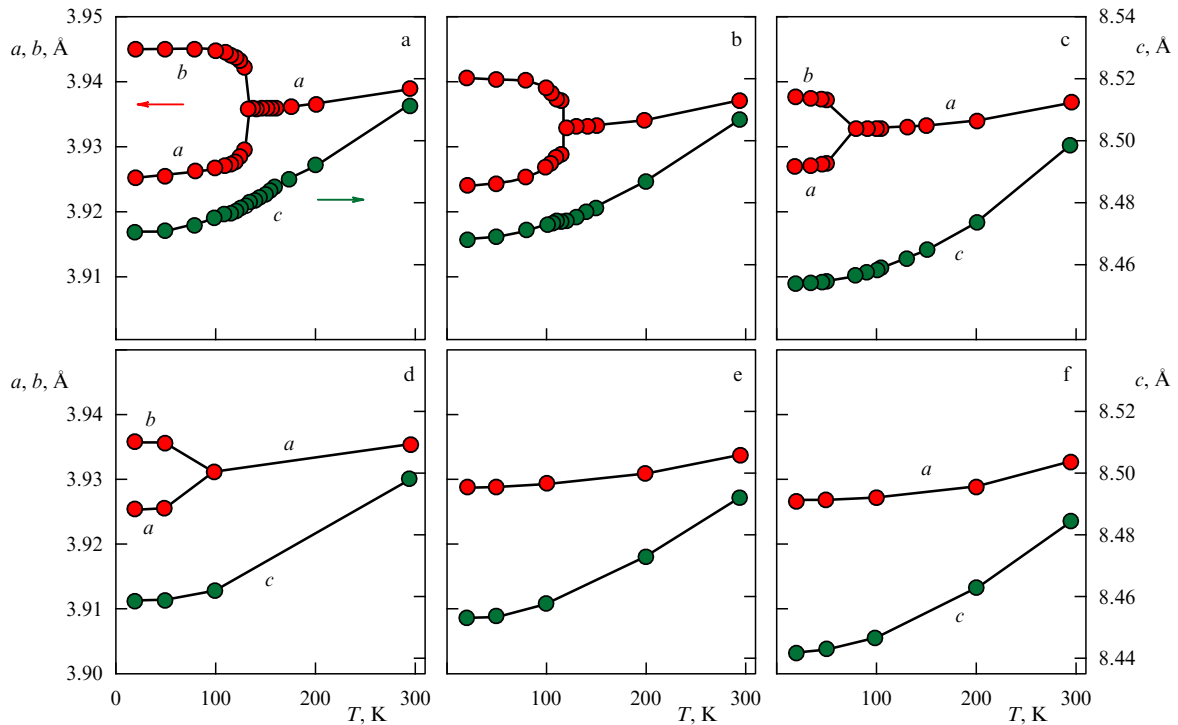 3.95 a b c 8.54
a, b, Å c, Å
b b
3.94 a a 8.52
3.93 8.50
a a
3.92 c 8.48
3.91 c 8.46
d e f
a, b, Å c, Å
3.94 b 8.52
a
3.93 a 8.50
a
3.92 8.48
c
3.91 8.46
c
3.90 8.44
0 100 200 300 100 200 300 100 200 300
T, K T, K T, K